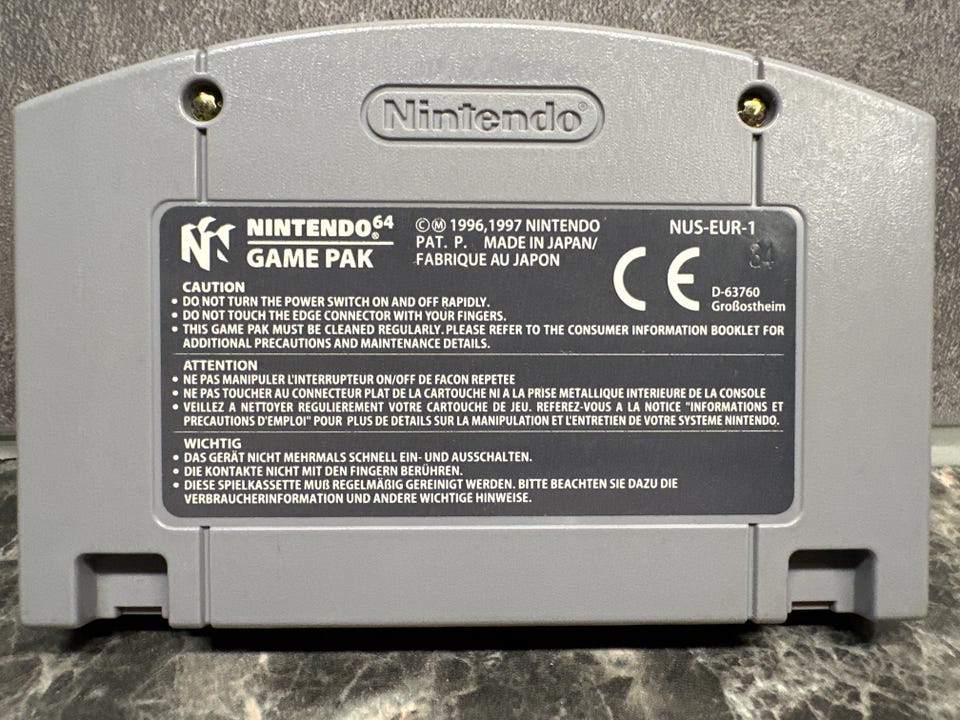 Nintendo®
NINTENDO⁶⁴®
GAME PAK
©Ⓜ 1996,1997 NINTENDO
PAT. P. MADE IN JAPAN/
FABRIQUE AU JAPON
NUS-EUR-1
34
CE
D-63760
Großostheim
CAUTION
• DO NOT TURN THE POWER SWITCH ON AND OFF RAPIDLY.
• DO NOT TOUCH THE EDGE CONNECTOR WITH YOUR FINGERS.
• THIS GAME PAK MUST BE CLEANED REGULARLY. PLEASE REFER TO THE CONSUMER INFORMATION BOOKLET FOR
ADDITIONAL PRECAUTIONS AND MAINTENANCE DETAILS.
ATTENTION
• NE PAS MANIPULER L'INTERRUPTEUR ON/OFF DE FACON REPETEE
• NE PAS TOUCHER AU CONNECTEUR PLAT DE LA CARTOUCHE NI A LA PRISE METALLIQUE INTERIEURE DE LA CONSOLE
• VEILLEZ A NETTOYER REGULIEREMENT VOTRE CARTOUCHE DE JEU. REFEREZ-VOUS A LA NOTICE "INFORMATIONS ET
PRECAUTIONS D'EMPLOI" POUR PLUS DE DETAILS SUR LA MANIPULATION ET L'ENTRETIEN DE VOTRE SYSTEME NINTENDO.
WICHTIG
• DAS GERÄT NICHT MEHRMALS SCHNELL EIN- UND AUSSCHALTEN.
• DIE KONTAKTE NICHT MIT DEN FINGERN BERÜHREN.
• DIESE SPIELKASSETTE MUß REGELMÄßIG GEREINIGT WERDEN. BITTE BEACHTEN SIE DAZU DIE
VERBRAUCHERINFORMATION UND ANDERE WICHTIGE HINWEISE.